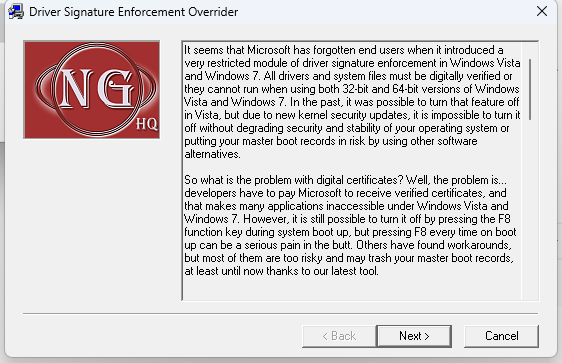 Driver Signature Enforcement Overrider
NG
HQ
It seems that Microsoft has forgotten end users when it introduced a
very restricted module of driver signature enforcement in Windows Vista
and Windows 7. All drivers and system files must be digitally verified or
they cannot run when using both 32-bit and 64-bit versions of Windows
Vista and Windows 7. In the past, it was possible to turn that feature off
in Vista, but due to new kernel security updates, it is impossible to turn it
off without degrading security and stability of your operating system or
putting your master boot records in risk by using other software
alternatives.
So what is the problem with digital certificates? Well, the problem is...
developers have to pay Microsoft to receive verified certificates, and
that makes many applications inaccessible under Windows Vista and
Windows 7. However, it is still possible to turn it off by pressing the F8
function key during system boot up, but pressing F8 every time on boot
up can be a serious pain in the butt. Others have found workarounds,
but most of them are too risky and may trash your master boot records,
at least until now thanks to our latest tool.
< Back
Next >
Cancel